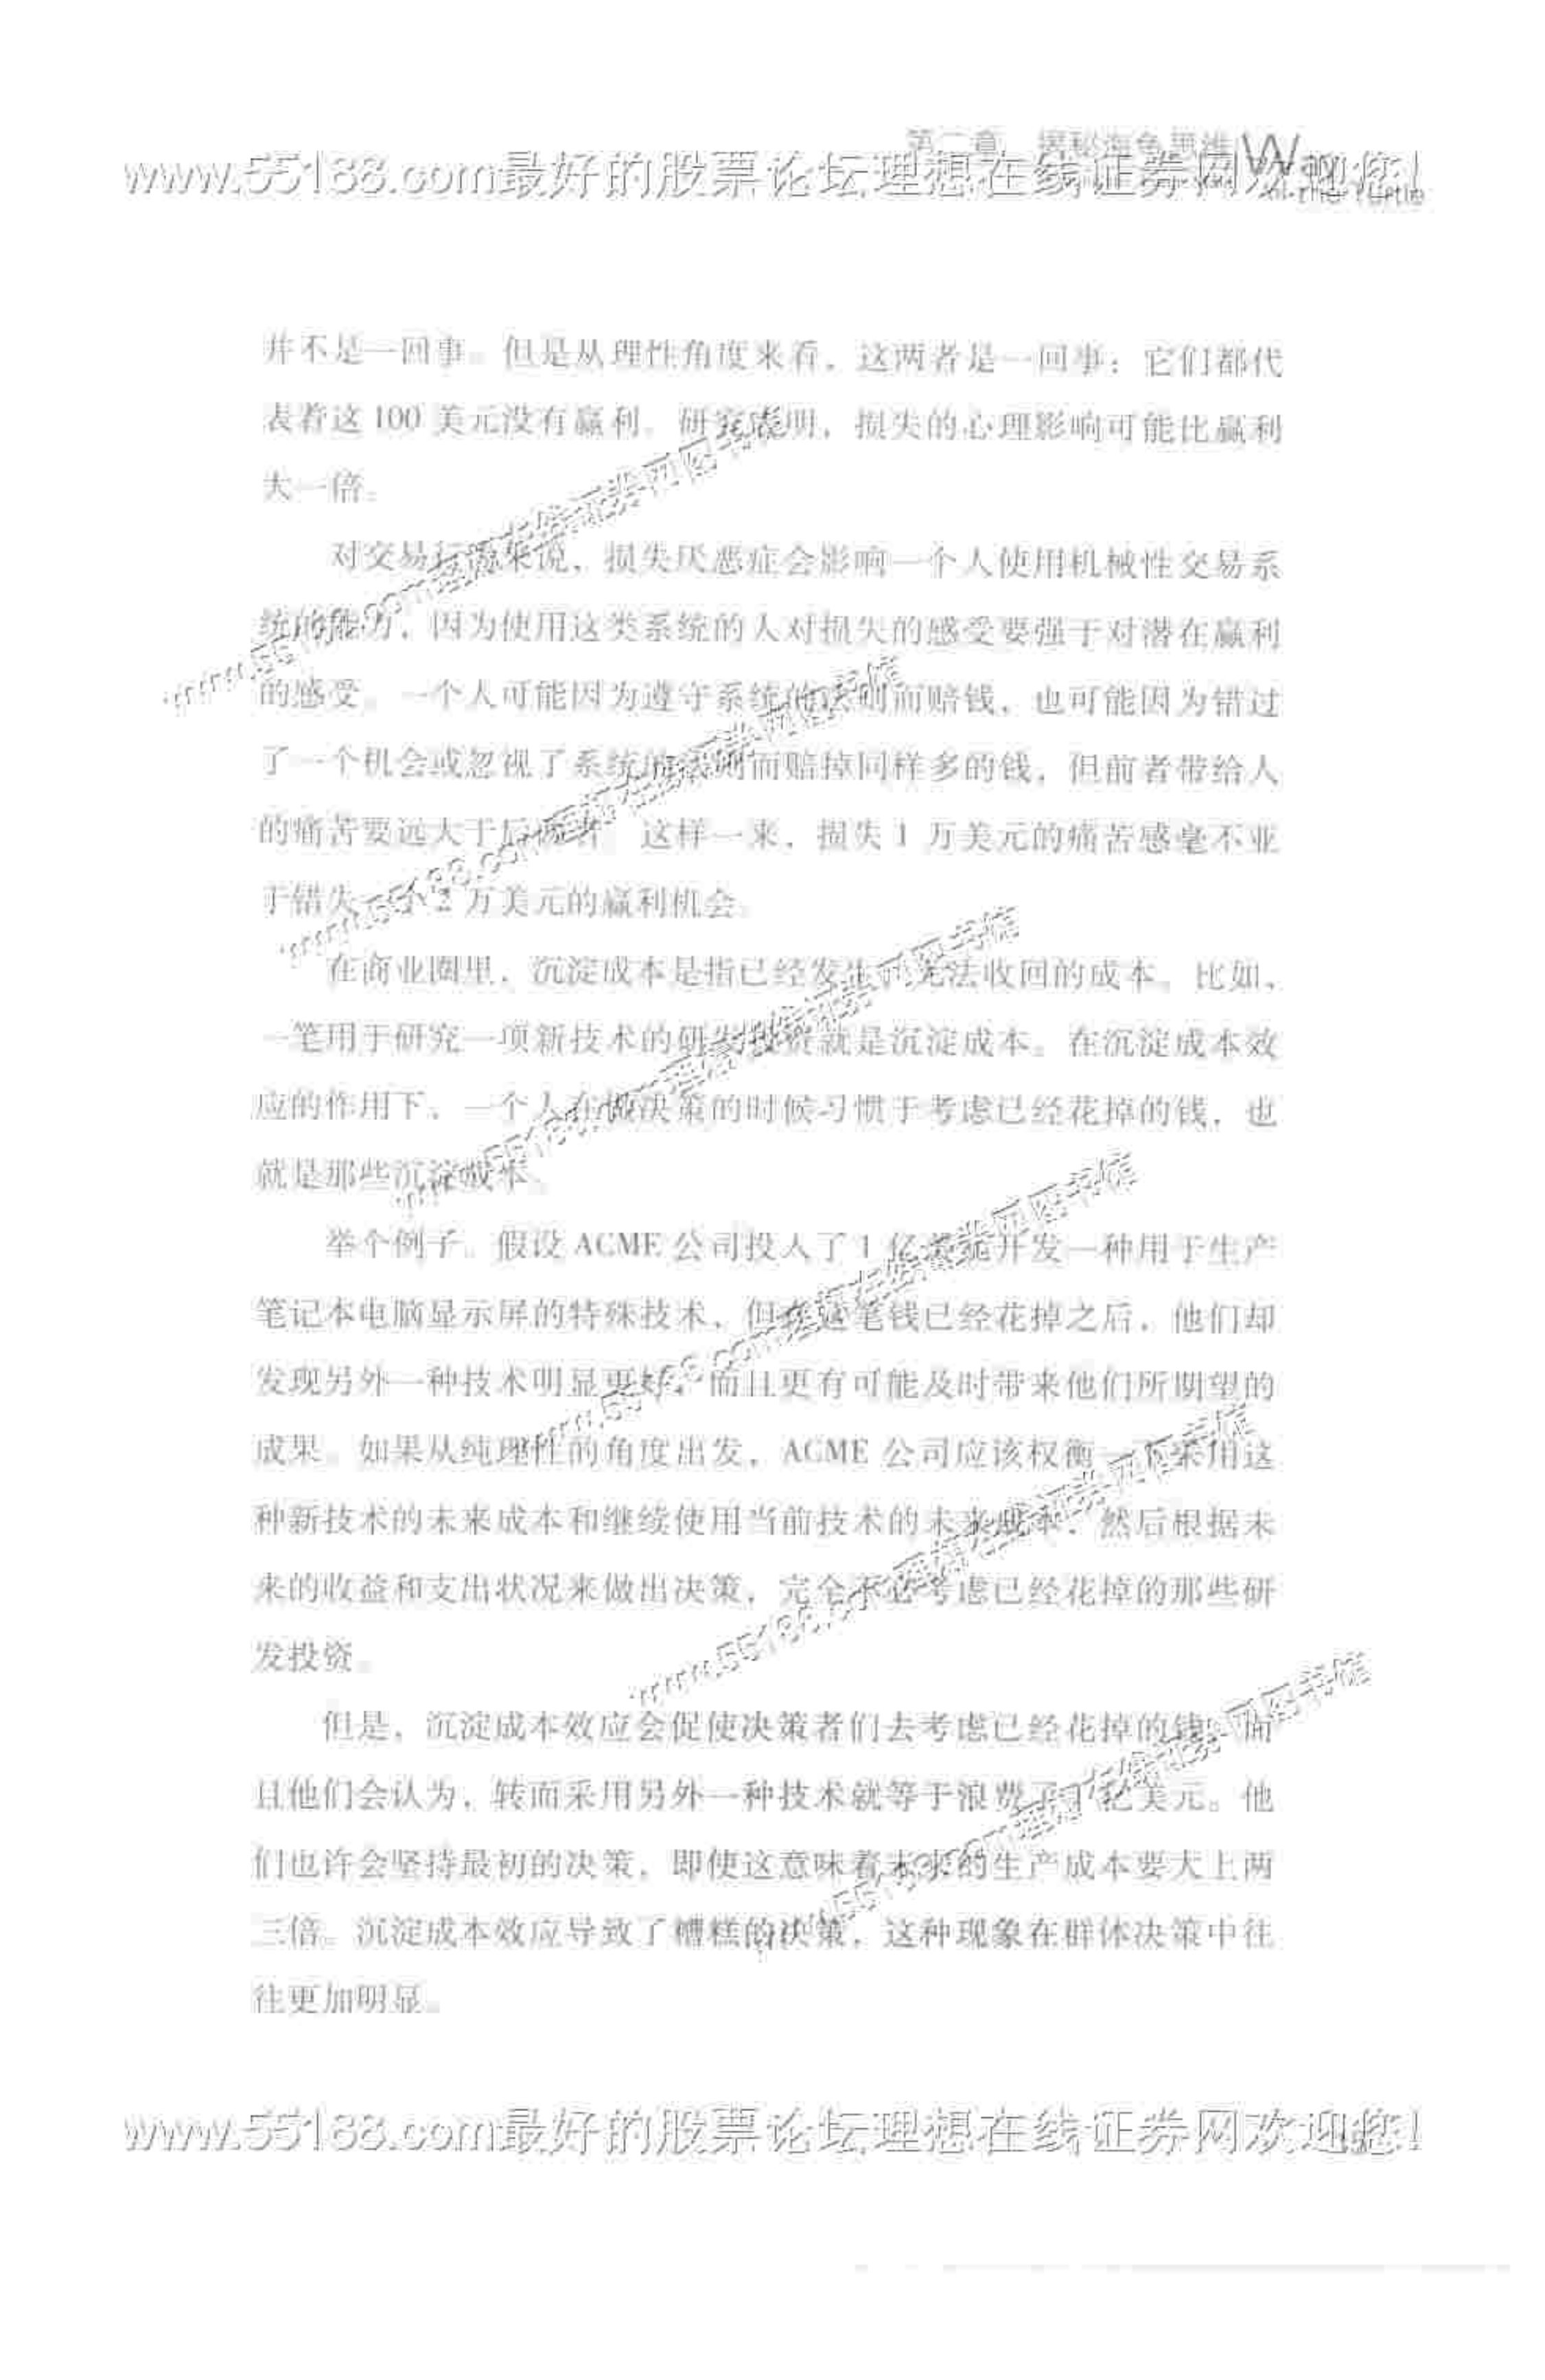 第二章 揭秘海龟思维 Way
of the Turtle
www.55188.com最好的股票论坛理想在线证券网欢迎您!
并不是一回事。但是从理性角度来看,这两者是一回事:它们都代
表着这 100 美元没有赢利。研究表明,损失的心理影响可能比赢利
大一倍。
对交易行为来说,损失厌恶症会影响一个人使用机械性交易系
统的能力,因为使用这类系统的人对损失的感受要强于对潜在赢利
的感受。一个人可能因为遵守系统的法则而赔钱,也可能因为错过
了一个机会或忽视了系统的法则而赔掉同样多的钱,但前者带给人
的痛苦要远大于后两者。这样一来,损失 1 万美元的痛苦感毫不亚
于错失一个 2 万美元的赢利机会。
在商业圈里,沉淀成本是指已经发生且无法收回的成本。比如,
一笔用于研究一项新技术的研发投资就是沉淀成本。在沉淀成本效
应的作用下,一个人在做决策的时候习惯于考虑已经花掉的钱,也
就是那些沉淀成本。
举个例子。假设 ACME 公司投入了 1 亿美元开发一种用于生产
笔记本电脑显示屏的特殊技术,但在这笔钱已经花掉之后,他们却
发现另外一种技术明显更好,而且更有可能及时带来他们所期望的
成果。如果从纯理性的角度出发,ACME 公司应该权衡一下采用这
种新技术的未来成本和继续使用当前技术的未来成本,然后根据未
来的收益和支出状况来做出决策,完全不必考虑已经花掉的那些研
发投资。
但是,沉淀成本效应会促使决策者们去考虑已经花掉的钱,而
且他们会认为,转而采用另外一种技术就等于浪费了 1 亿美元。他
们也许会坚持最初的决策,即使这意味着未来的生产成本要大上两
三倍。沉淀成本效应导致了糟糕的决策,这种现象在群体决策中往
往更加明显。
www.55188.com最好的股票论坛理想在线证券网欢迎您!